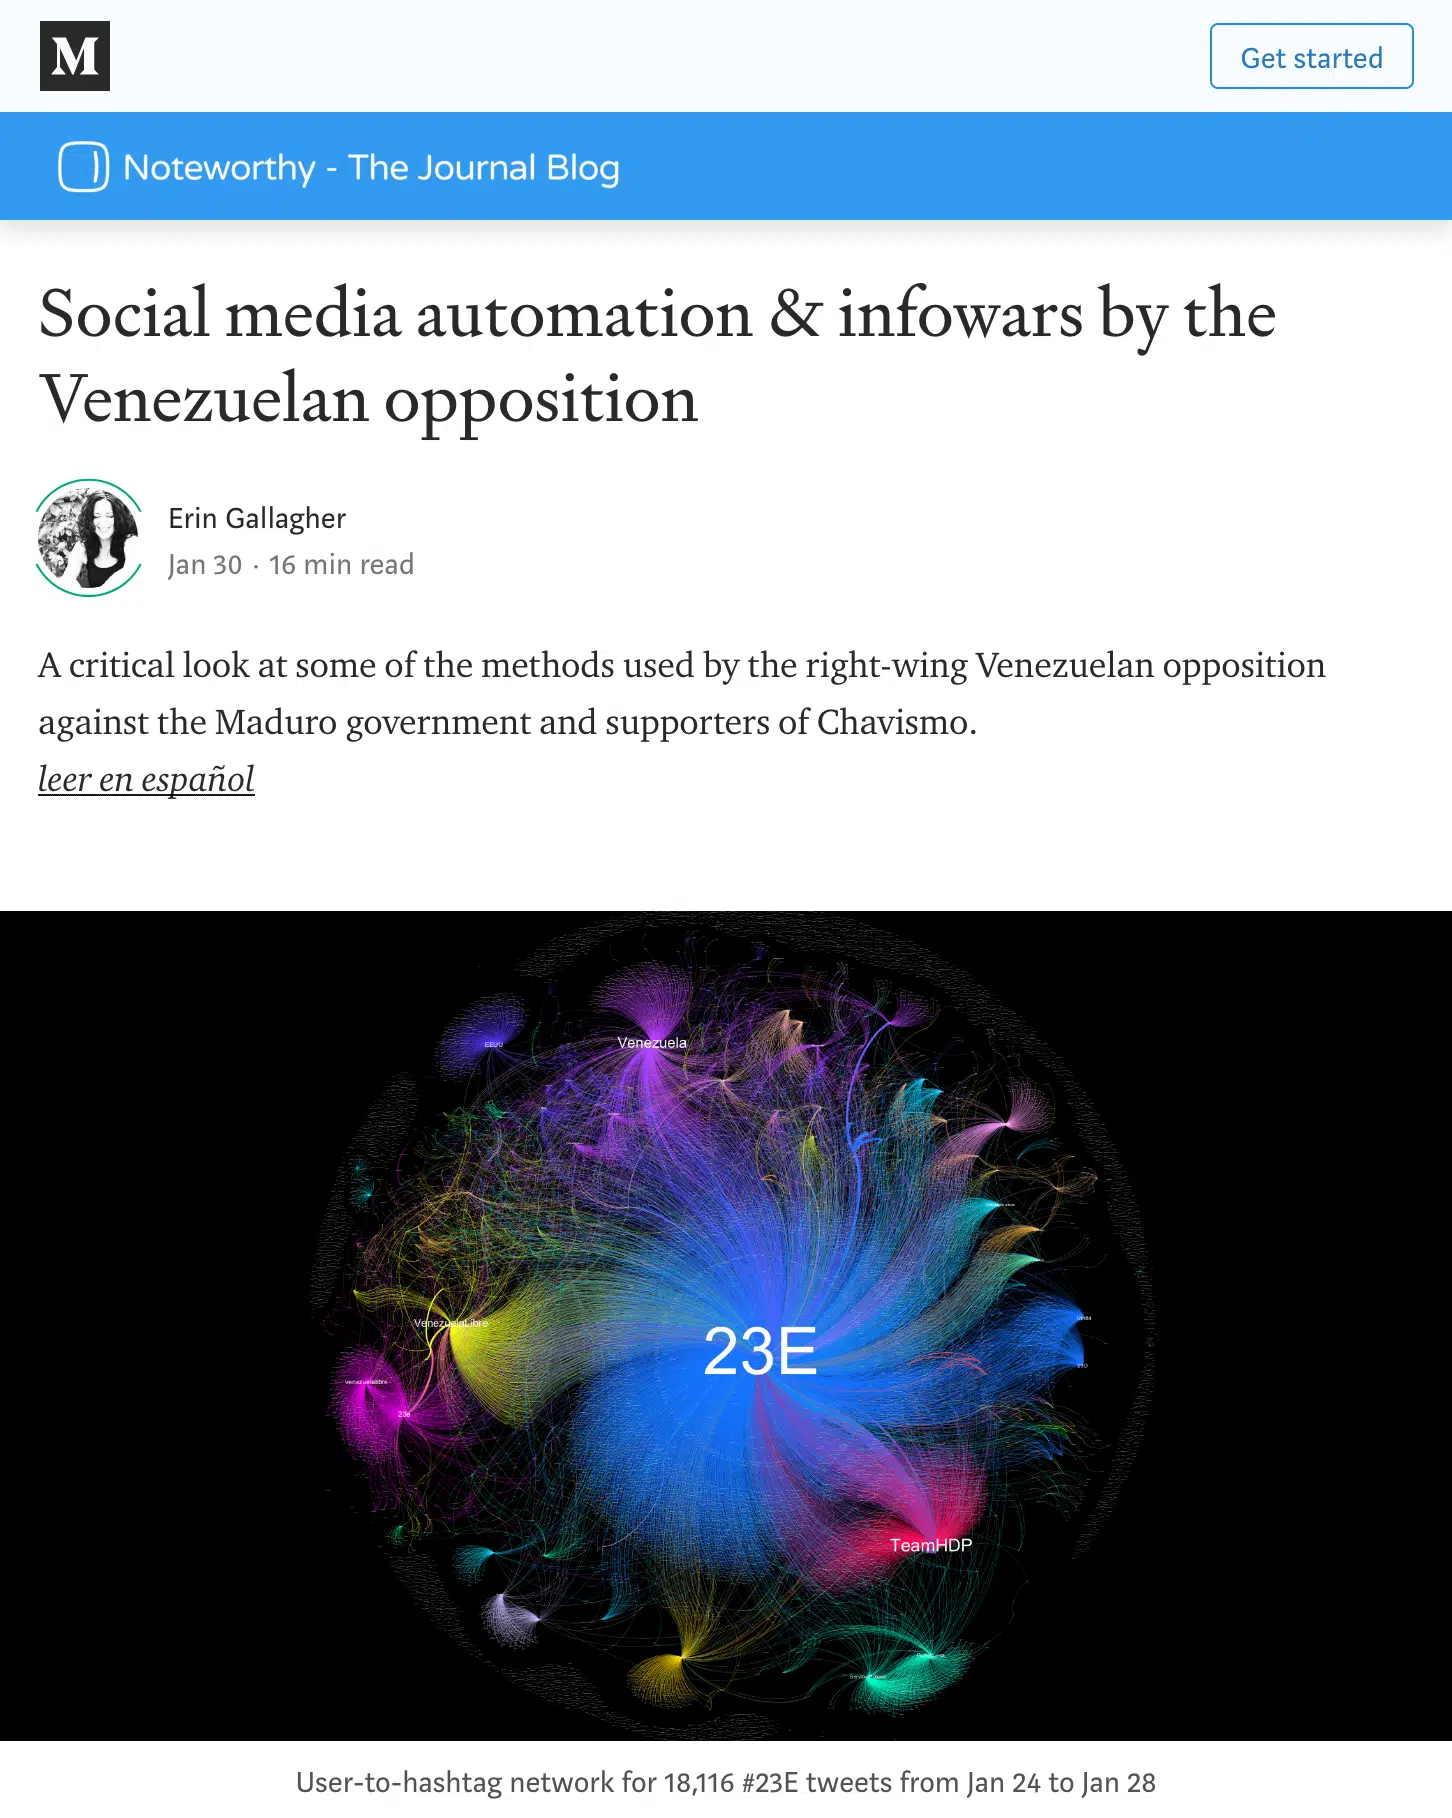 M
Get started
Noteworthy - The Journal Blog
Social media automation & infowars by the
Venezuelan opposition
Erin Gallagher
Jan 30 · 16 min read
A critical look at some of the methods used by the right-wing Venezuelan opposition
against the Maduro government and supporters of Chavismo.
leer en español
Venezuela
EEUU
VenezuelaLibre
23E
venezuelalibre
23e
TeamHDP
User-to-hashtag network for 18,116 #23E tweets from Jan 24 to Jan 28